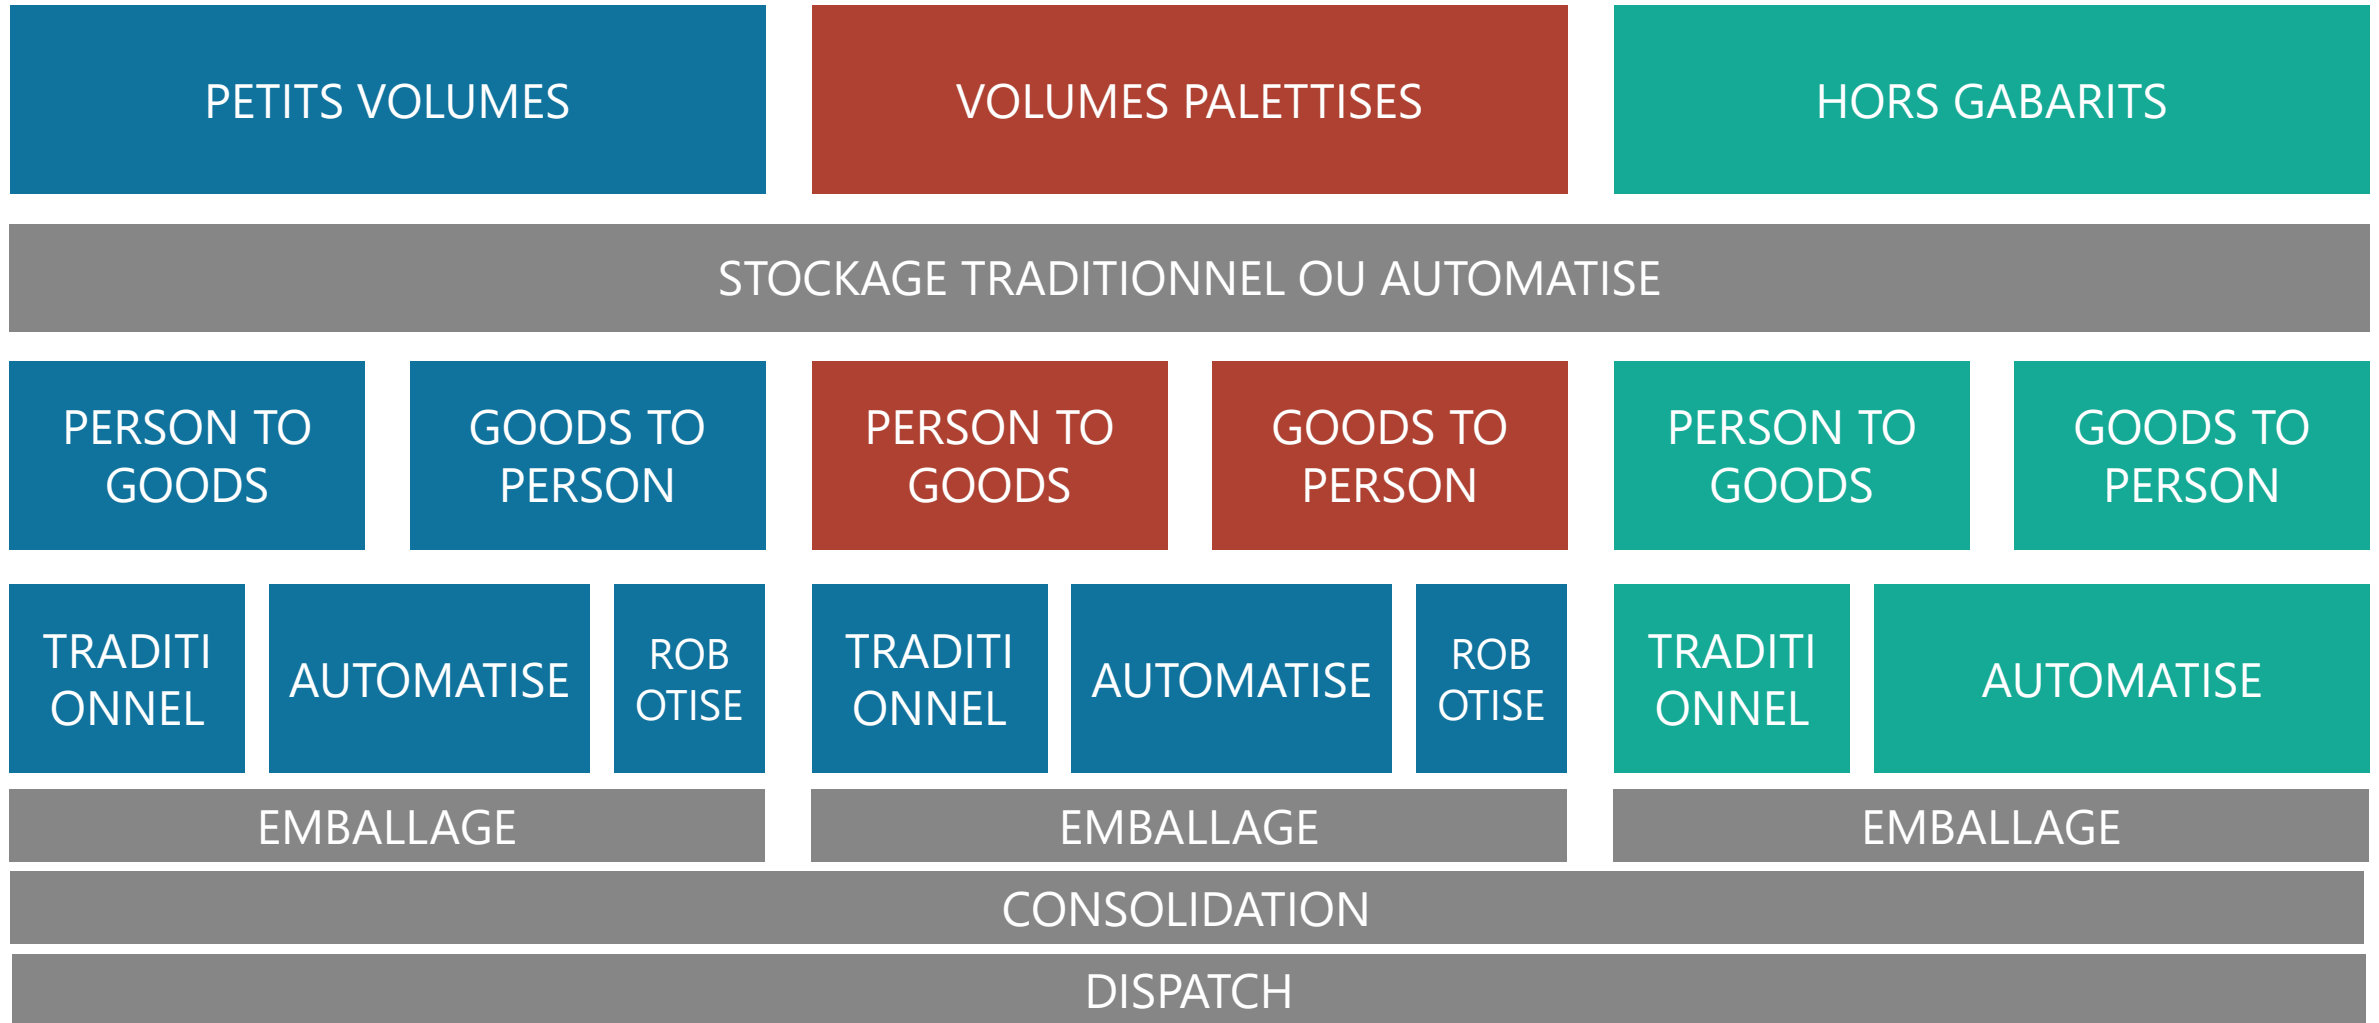 PETITS VOLUMES
VOLUMES PALETTISES
HORS GABARITS
STOCKAGE TRADITIONNEL OU AUTOMATISE
PERSON TO
GOODS
GOODS TO
PERSON
PERSON TO
GOODS
GOODS TO
PERSON
PERSON TO
GOODS
GOODS TO
PERSON
TRADITI
ONNEL
AUTOMATISE
ROB
OTISE
TRADITI
ONNEL
AUTOMATISE
ROB
OTISE
TRADITI
ONNEL
AUTOMATISE
EMBALLAGE
EMBALLAGE
EMBALLAGE
CONSOLIDATION
DISPATCH